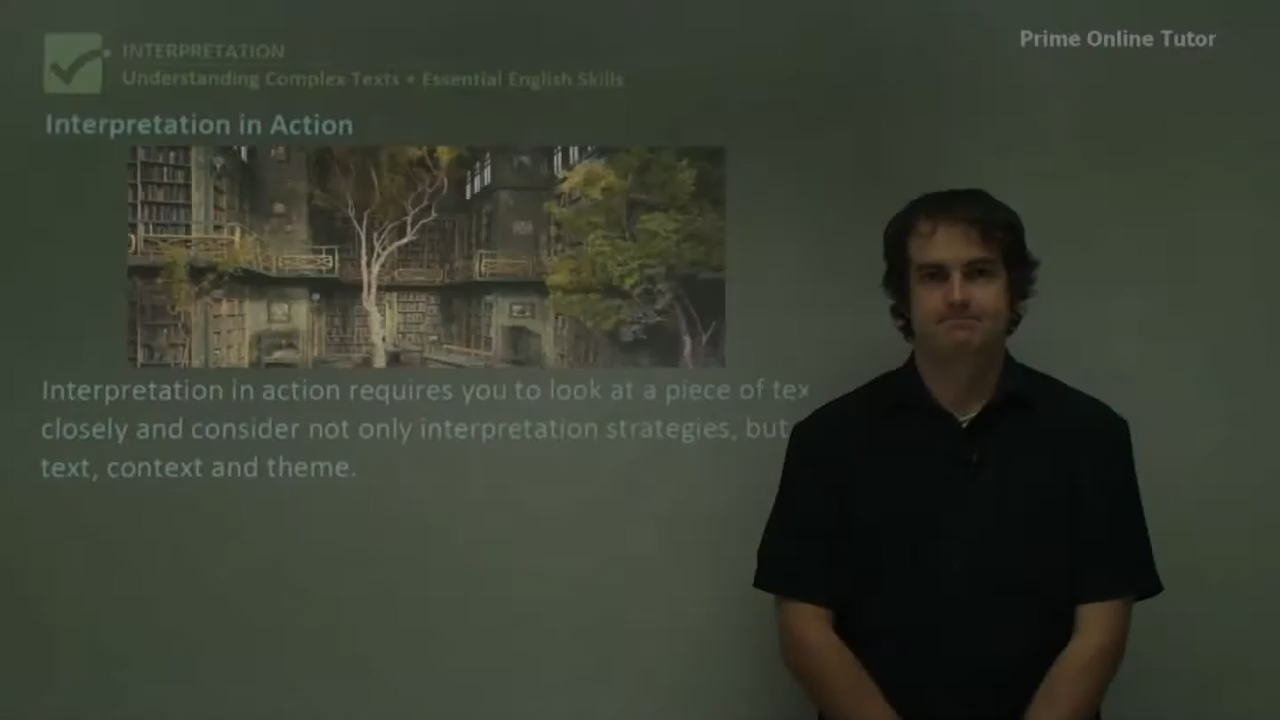 Prime Online Tutor
INTERPRETATION
Understanding Complex Texts • Essential English Skills
Interpretation in Action
Interpretation in action requires you to look at a piece of tex
closely and consider not only interpretation strategies, but
text, context and theme.